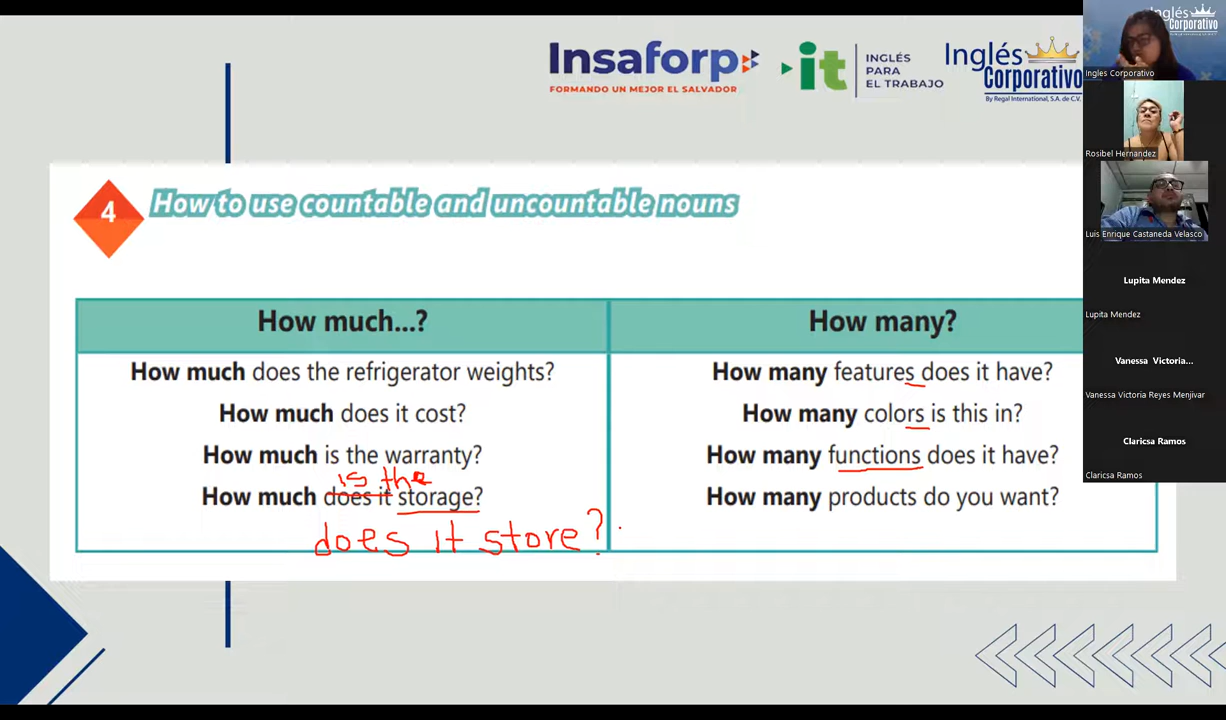 Insaforp
FORMANDO UN MEJOR EL SALVADOR
it
INGLÉS
PARA
EL TRABAJO
Inglés
Corporativo
By Regal International, S.A. de C.V.
Inglés
Corporativo
Ingles Corporativo
Rosibel Hernandez
Luis Enrique Castaneda Velasco
Lupita Mendez
Lupita Mendez
Vanessa Victoria...
Vanessa Victoria Reyes Menjivar
Claricsa Ramos
Claricsa Ramos
4
How to use countable and uncountable nouns
How much...?
How much does the refrigerator weights?
How much does it cost?
How much is the warranty?
is the
How much does it storage?
does it store?
How many?
How many features does it have?
How many colors is this in?
How many functions does it have?
How many products do you want?